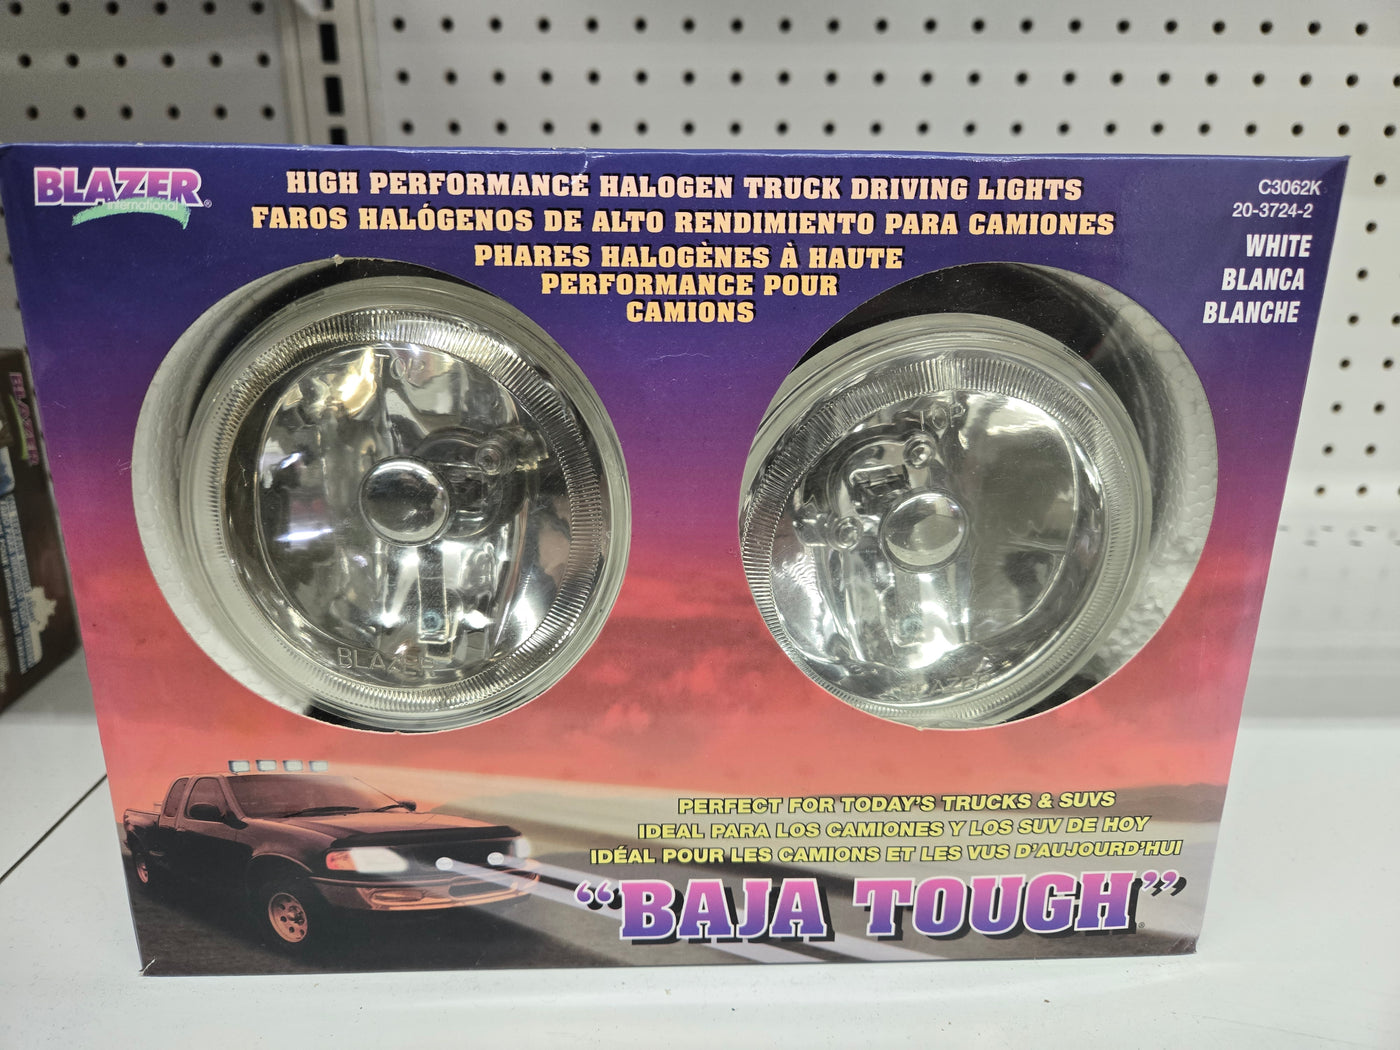 BLAZER
international®
HIGH PERFORMANCE HALOGEN TRUCK DRIVING LIGHTS
FAROS HALÓGENOS DE ALTO RENDIMIENTO PARA CAMIONES
PHARES HALOGÈNES À HAUTE
PERFORMANCE POUR
CAMIONS
C3062K
20-3724-2
WHITE
BLANCA
BLANCHE
TOP
TOP
BLAZER
BLAZER
BLAZER
PERFECT FOR TODAY'S TRUCKS & SUVS
IDEAL PARA LOS CAMIONES Y LOS SUV DE HOY
IDÉAL POUR LES CAMIONS ET LES VUS D'AUJOURD'HUI
"BAJA TOUGH"®